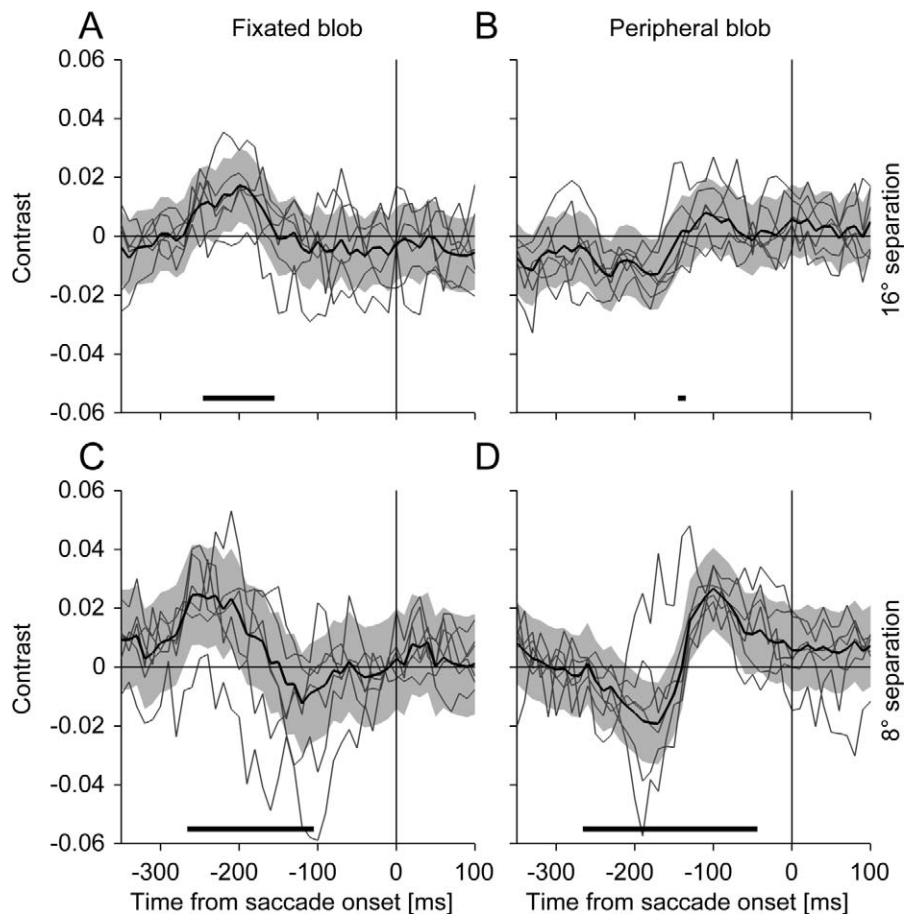 A Fixated blob B Peripheral blob
0.06
0.04
0.02
0
-0.02
-0.04
-0.06
Contrast
16° separation
C D
0.06
0.04
0.02
0
-0.02
-0.04
-0.06
Contrast
8° separation
-300 -200 -100 0 100 -300 -200 -100 0 100
Time from saccade onset [ms] Time from saccade onset [ms]